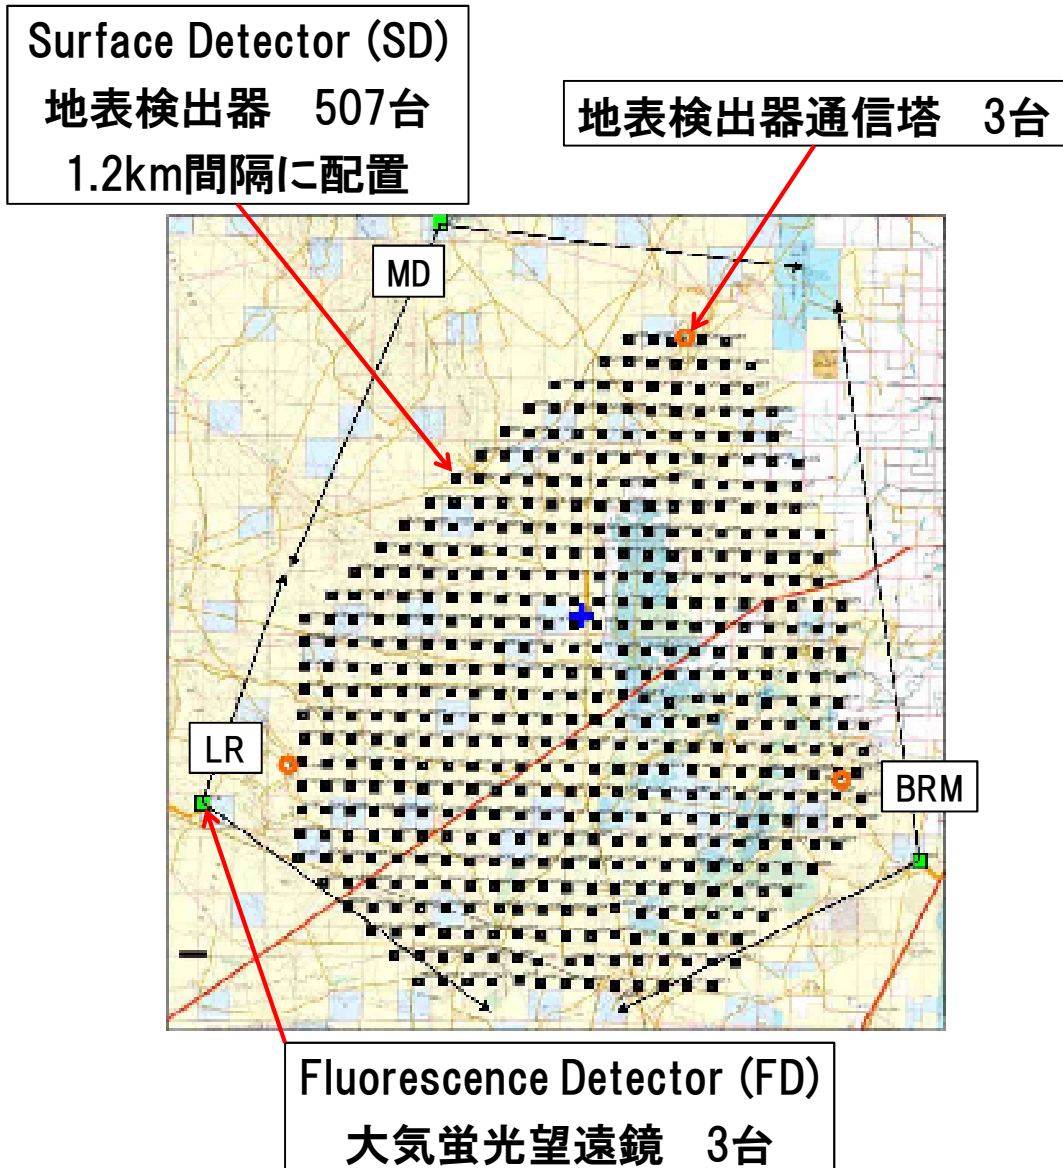 Surface Detector (SD)
地表検出器　507台
1.2km間隔に配置
地表検出器通信塔　3台
MD
LR
BRM
Fluorescence Detector (FD)
大気蛍光望遠鏡　3台